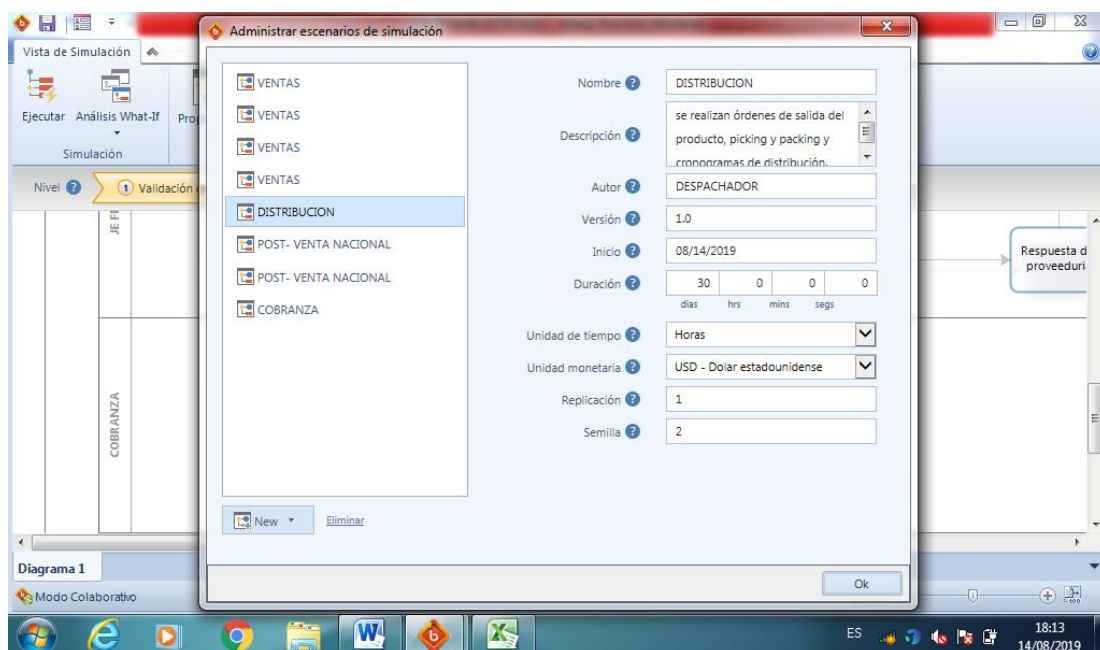 Administrar escenarios de simulación
Vista de Simulación
Ejecutar
Análisis What-If
Simulación
Nivel
1
Validación
COBRANZA
Respuesta d
proveeduri
Diagrama 1
Modo Colaborativo
VENTAS
VENTAS
VENTAS
VENTAS
DISTRIBUCION
POST- VENTA NACIONAL
POST- VENTA NACIONAL
COBRANZA
New
Eliminar
Nombre ? DISTRIBUCION
Descripción ? se realizan órdenes de salida del
producto, picking y packing y
cronogramas de distribución.
Autor ? DESPACHADOR
Versión ? 1.0
Inicio ? 08/14/2019
Duración ? 30 0 0 0
dias hrs mins segs
Unidad de tiempo ? Horas
Unidad monetaria ? USD - Dolar estadounidense
Replicación ? 1
Semilla ? 2
Ok
ES
18:13
14/08/2019